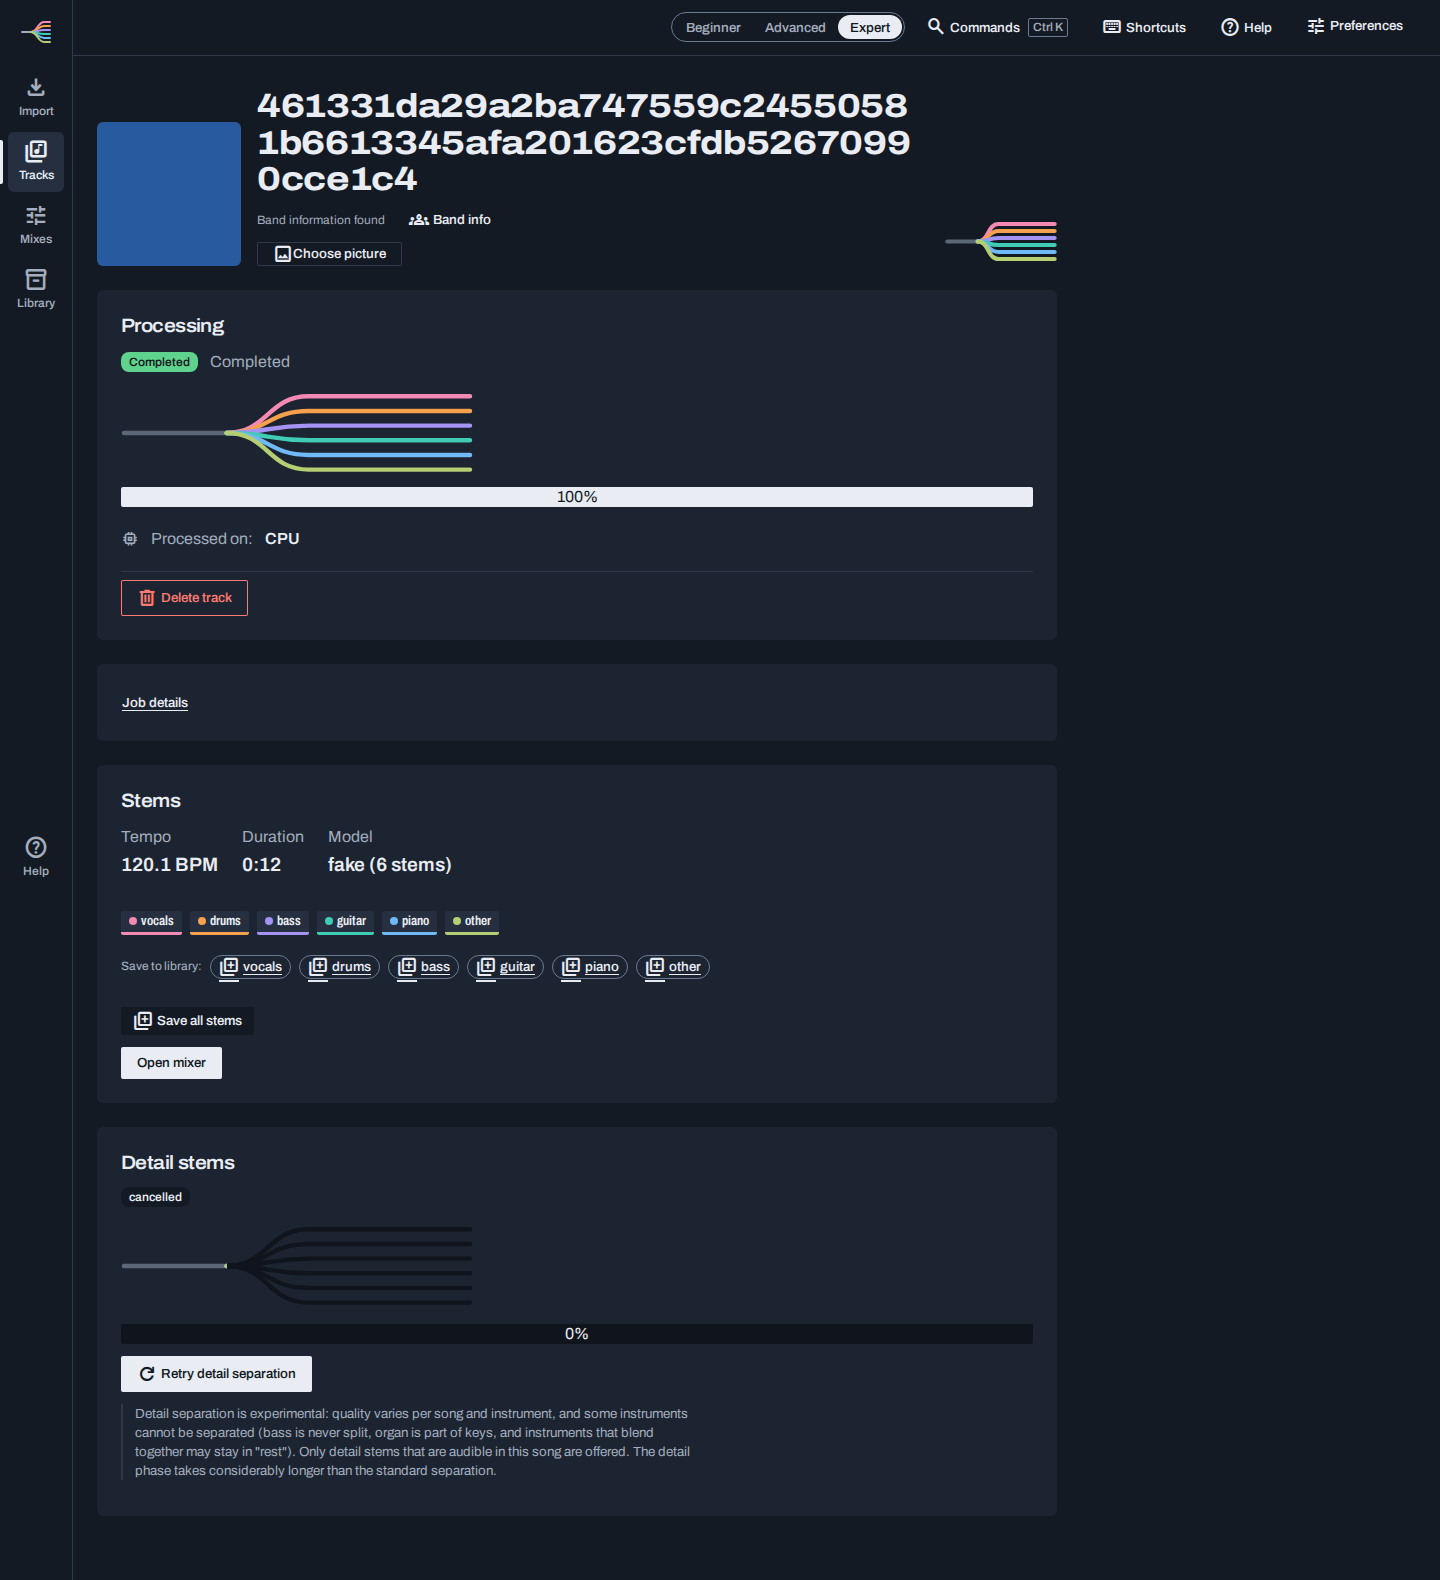 Beginner Advanced Expert Commands Ctrl K Shortcuts Help Preferences
Import
Tracks
Mixes
Library
Help
461331da29a2ba747559c2455058
1b6613345afa201623cfdb5267099
0cce1c4
Band information found Band info
Choose picture
Processing
Completed Completed
100%
Processed on: CPU
Delete track
Job details
Stems
Tempo Duration Model
120.1 BPM 0:12 fake (6 stems)
vocals drums bass guitar piano other
Save to library: vocals drums bass guitar piano other
Save all stems
Open mixer
Detail stems
cancelled
0%
Retry detail separation
Detail separation is experimental: quality varies per song and instrument, and some instruments
cannot be separated (bass is never split, organ is part of keys, and instruments that blend
together may stay in "rest"). Only detail stems that are audible in this song are offered. The detail
phase takes considerably longer than the standard separation.